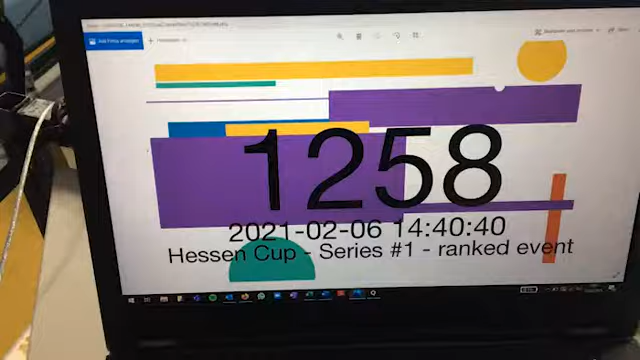 1258
2021-02-06 14:40:40
Hessen Cup - Series #1 - ranked event